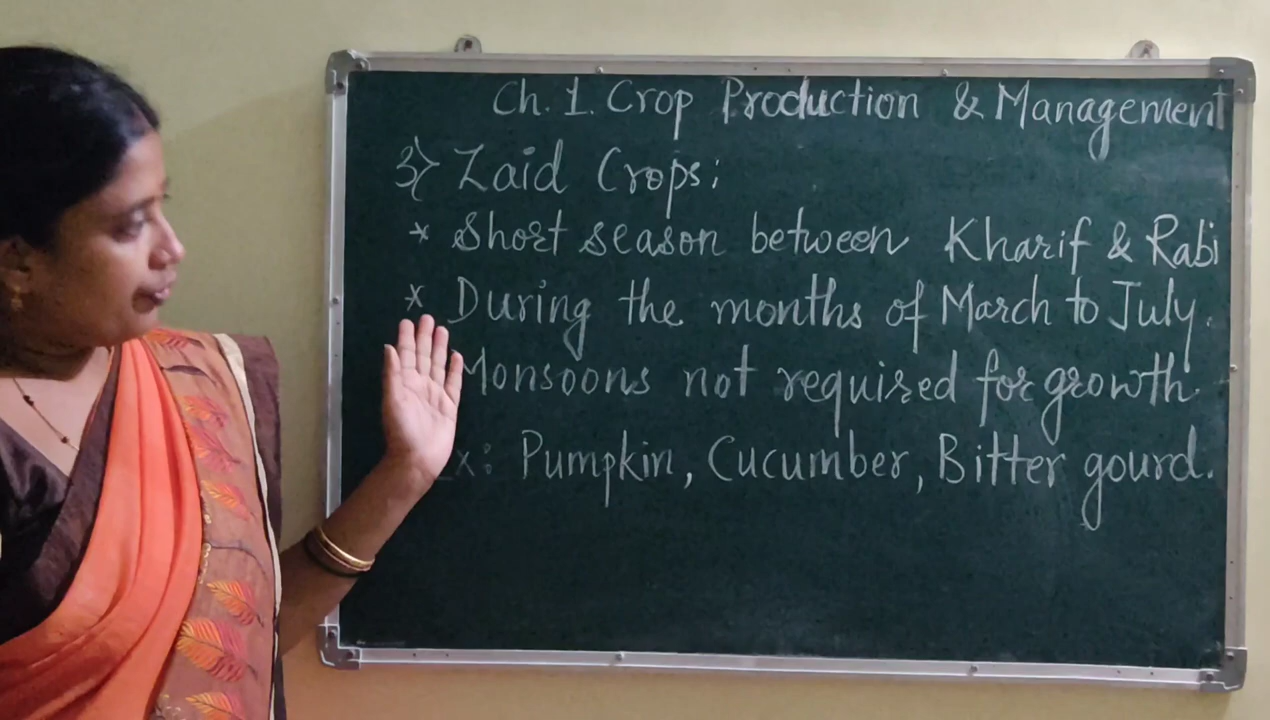 Ch. 1. Crop Production & Management
3) Zaid Crops:
* Short season between Kharif & Rabi
* During the months of March to July.
Monsoons not required for growth.
x: Pumpkin, Cucumber, Bitter gourd.